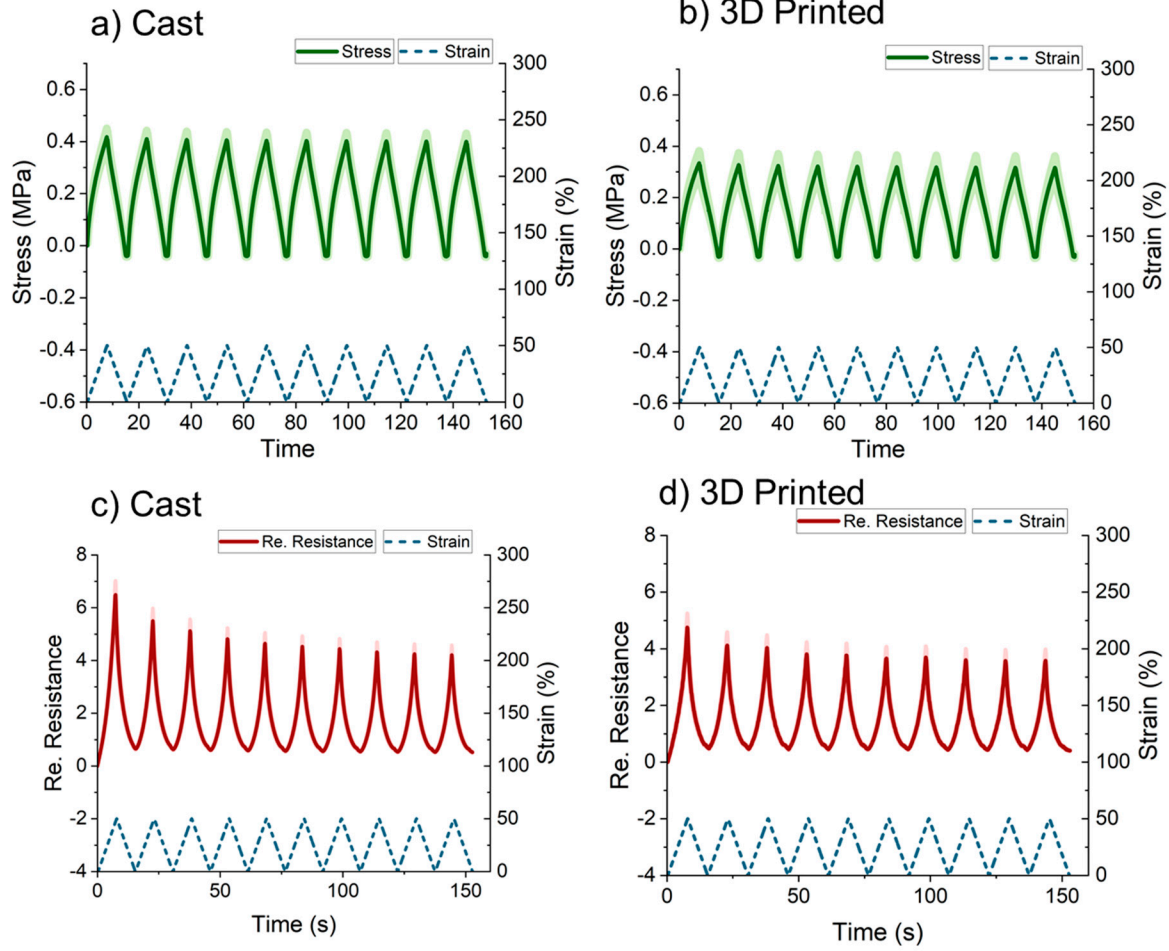 a) Cast
Stress Strain
0.6
0.4
0.2
0.0
-0.2
-0.4
-0.6
Stress (MPa)
300
250
200
150
100
50
0
Strain (%)
0 20 40 60 80 100 120 140 160
Time
b) 3D Printed
Stress Strain
0.6
0.4
0.2
0.0
-0.2
-0.4
-0.6
Stress (MPa)
300
250
200
150
100
50
0
Strain (%)
0 20 40 60 80 100 120 140 160
Time
c) Cast
Re. Resistance Strain
8
6
4
2
0
-2
-4
Re. Resistance
300
250
200
150
100
50
0
Strain (%)
0 50 100 150
Time (s)
d) 3D Printed
Re. Resistance Strain
8
6
4
2
0
-2
-4
Re. Resistance
300
250
200
150
100
50
0
Strain (%)
0 50 100 150
Time (s)